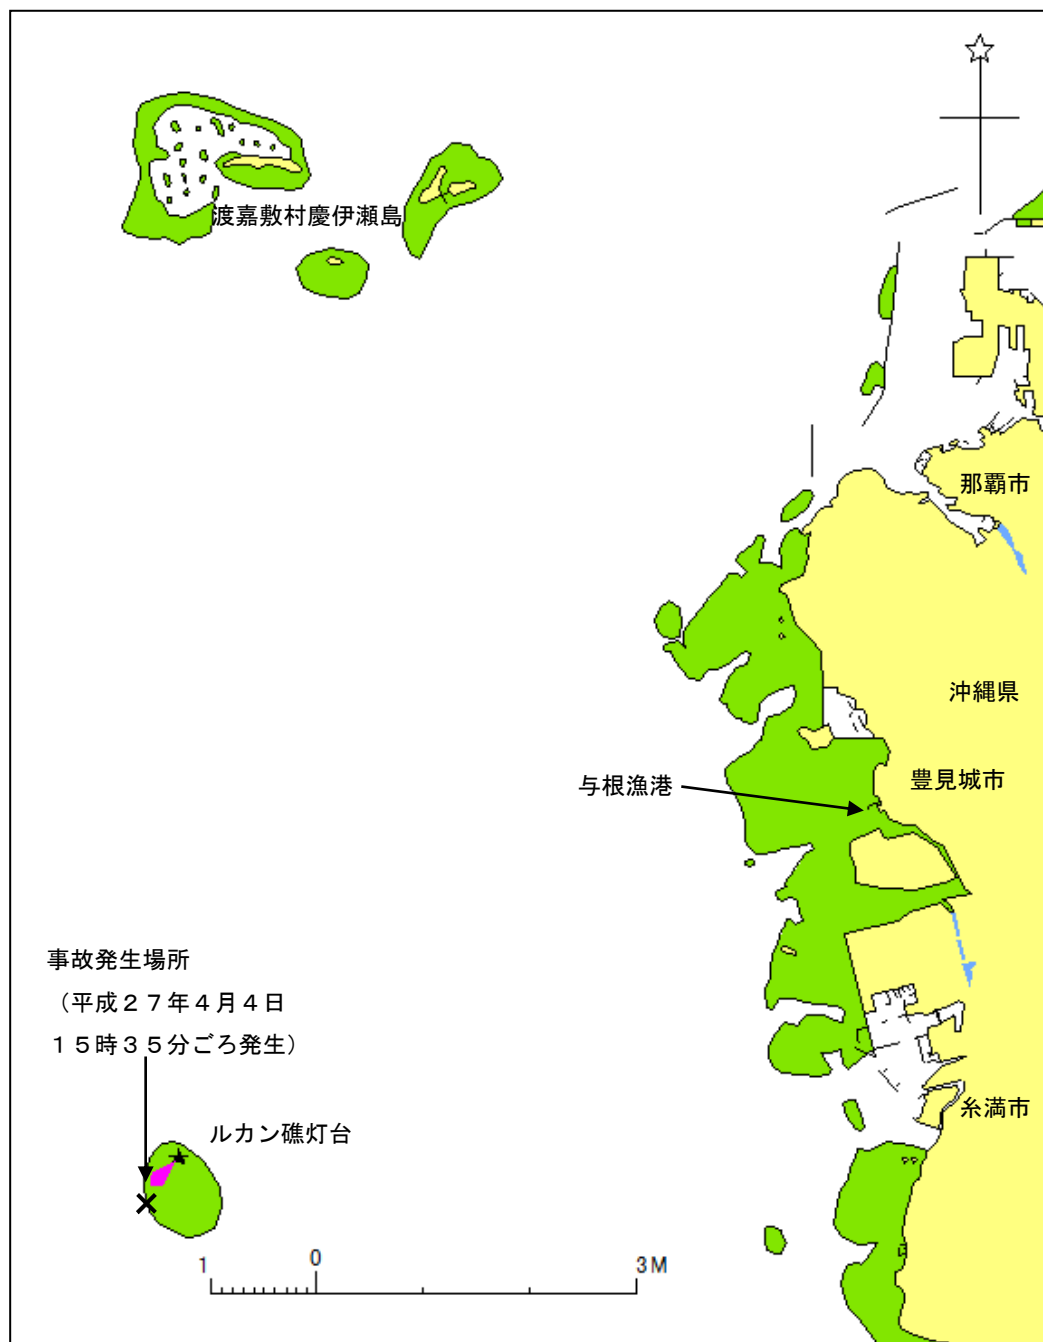 渡嘉敷村慶伊瀬島
那覇市
沖縄県
豊見城市
与根漁港
事故発生場所
（平成２７年４月４日
１５時３５分ごろ発生）
糸満市
ルカン礁灯台
1 0 3M